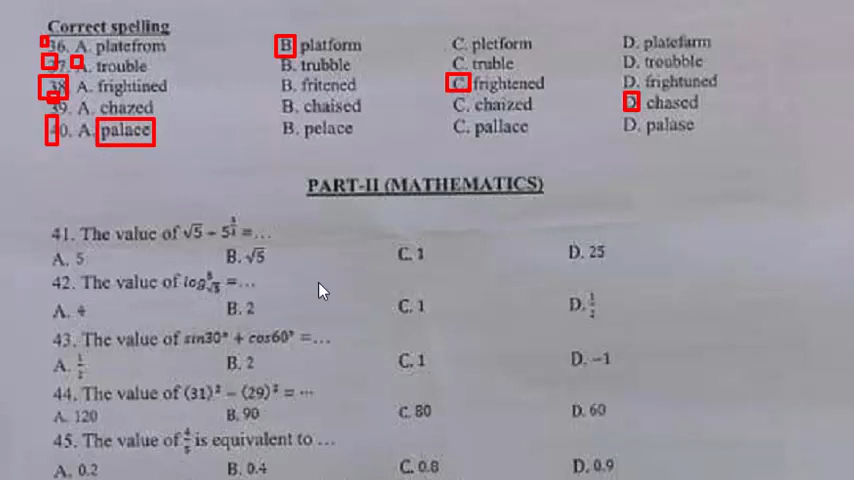 Correct spelling
36. A. platefrom B. platform C. pletform D. platefarm
37. A. trouble B. trubble C. truble D. troubble
38. A. frightined B. fritened C. frightened D. frightuned
39. A. chazed B. chaised C. chaized D. chased
40. A. palace B. pelace C. pallace D. palase
PART-II (MATHEMATICS)
41. The value of √5 ÷ 5^½ =...
A. 5 B. √5 C. 1 D. 25
42. The value of log_√5 5 =...
A. 4 B. 2 C. 1 D. ½
43. The value of sin30° + cos60° =...
A. ½ B. 2 C. 1 D. −1
44. The value of (31)² − (29)² = ...
A. 120 B. 90 C. 80 D. 60
45. The value of 4/5 is equivalent to ...
A. 0.2 B. 0.4 C. 0.8 D. 0.9